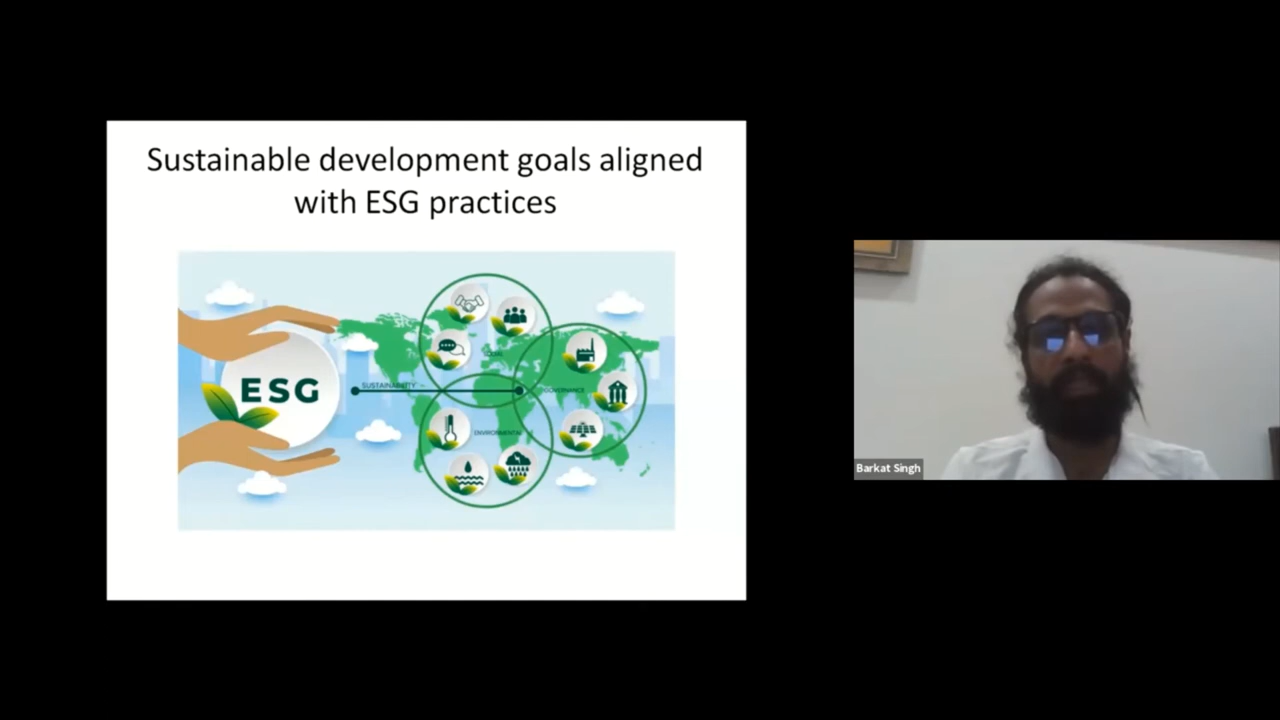 Sustainable development goals aligned
with ESG practices
ESG
SUSTAINABILITY
SOCIAL
GOVERNANCE
ENVIRONMENTAL
Barkat Singh